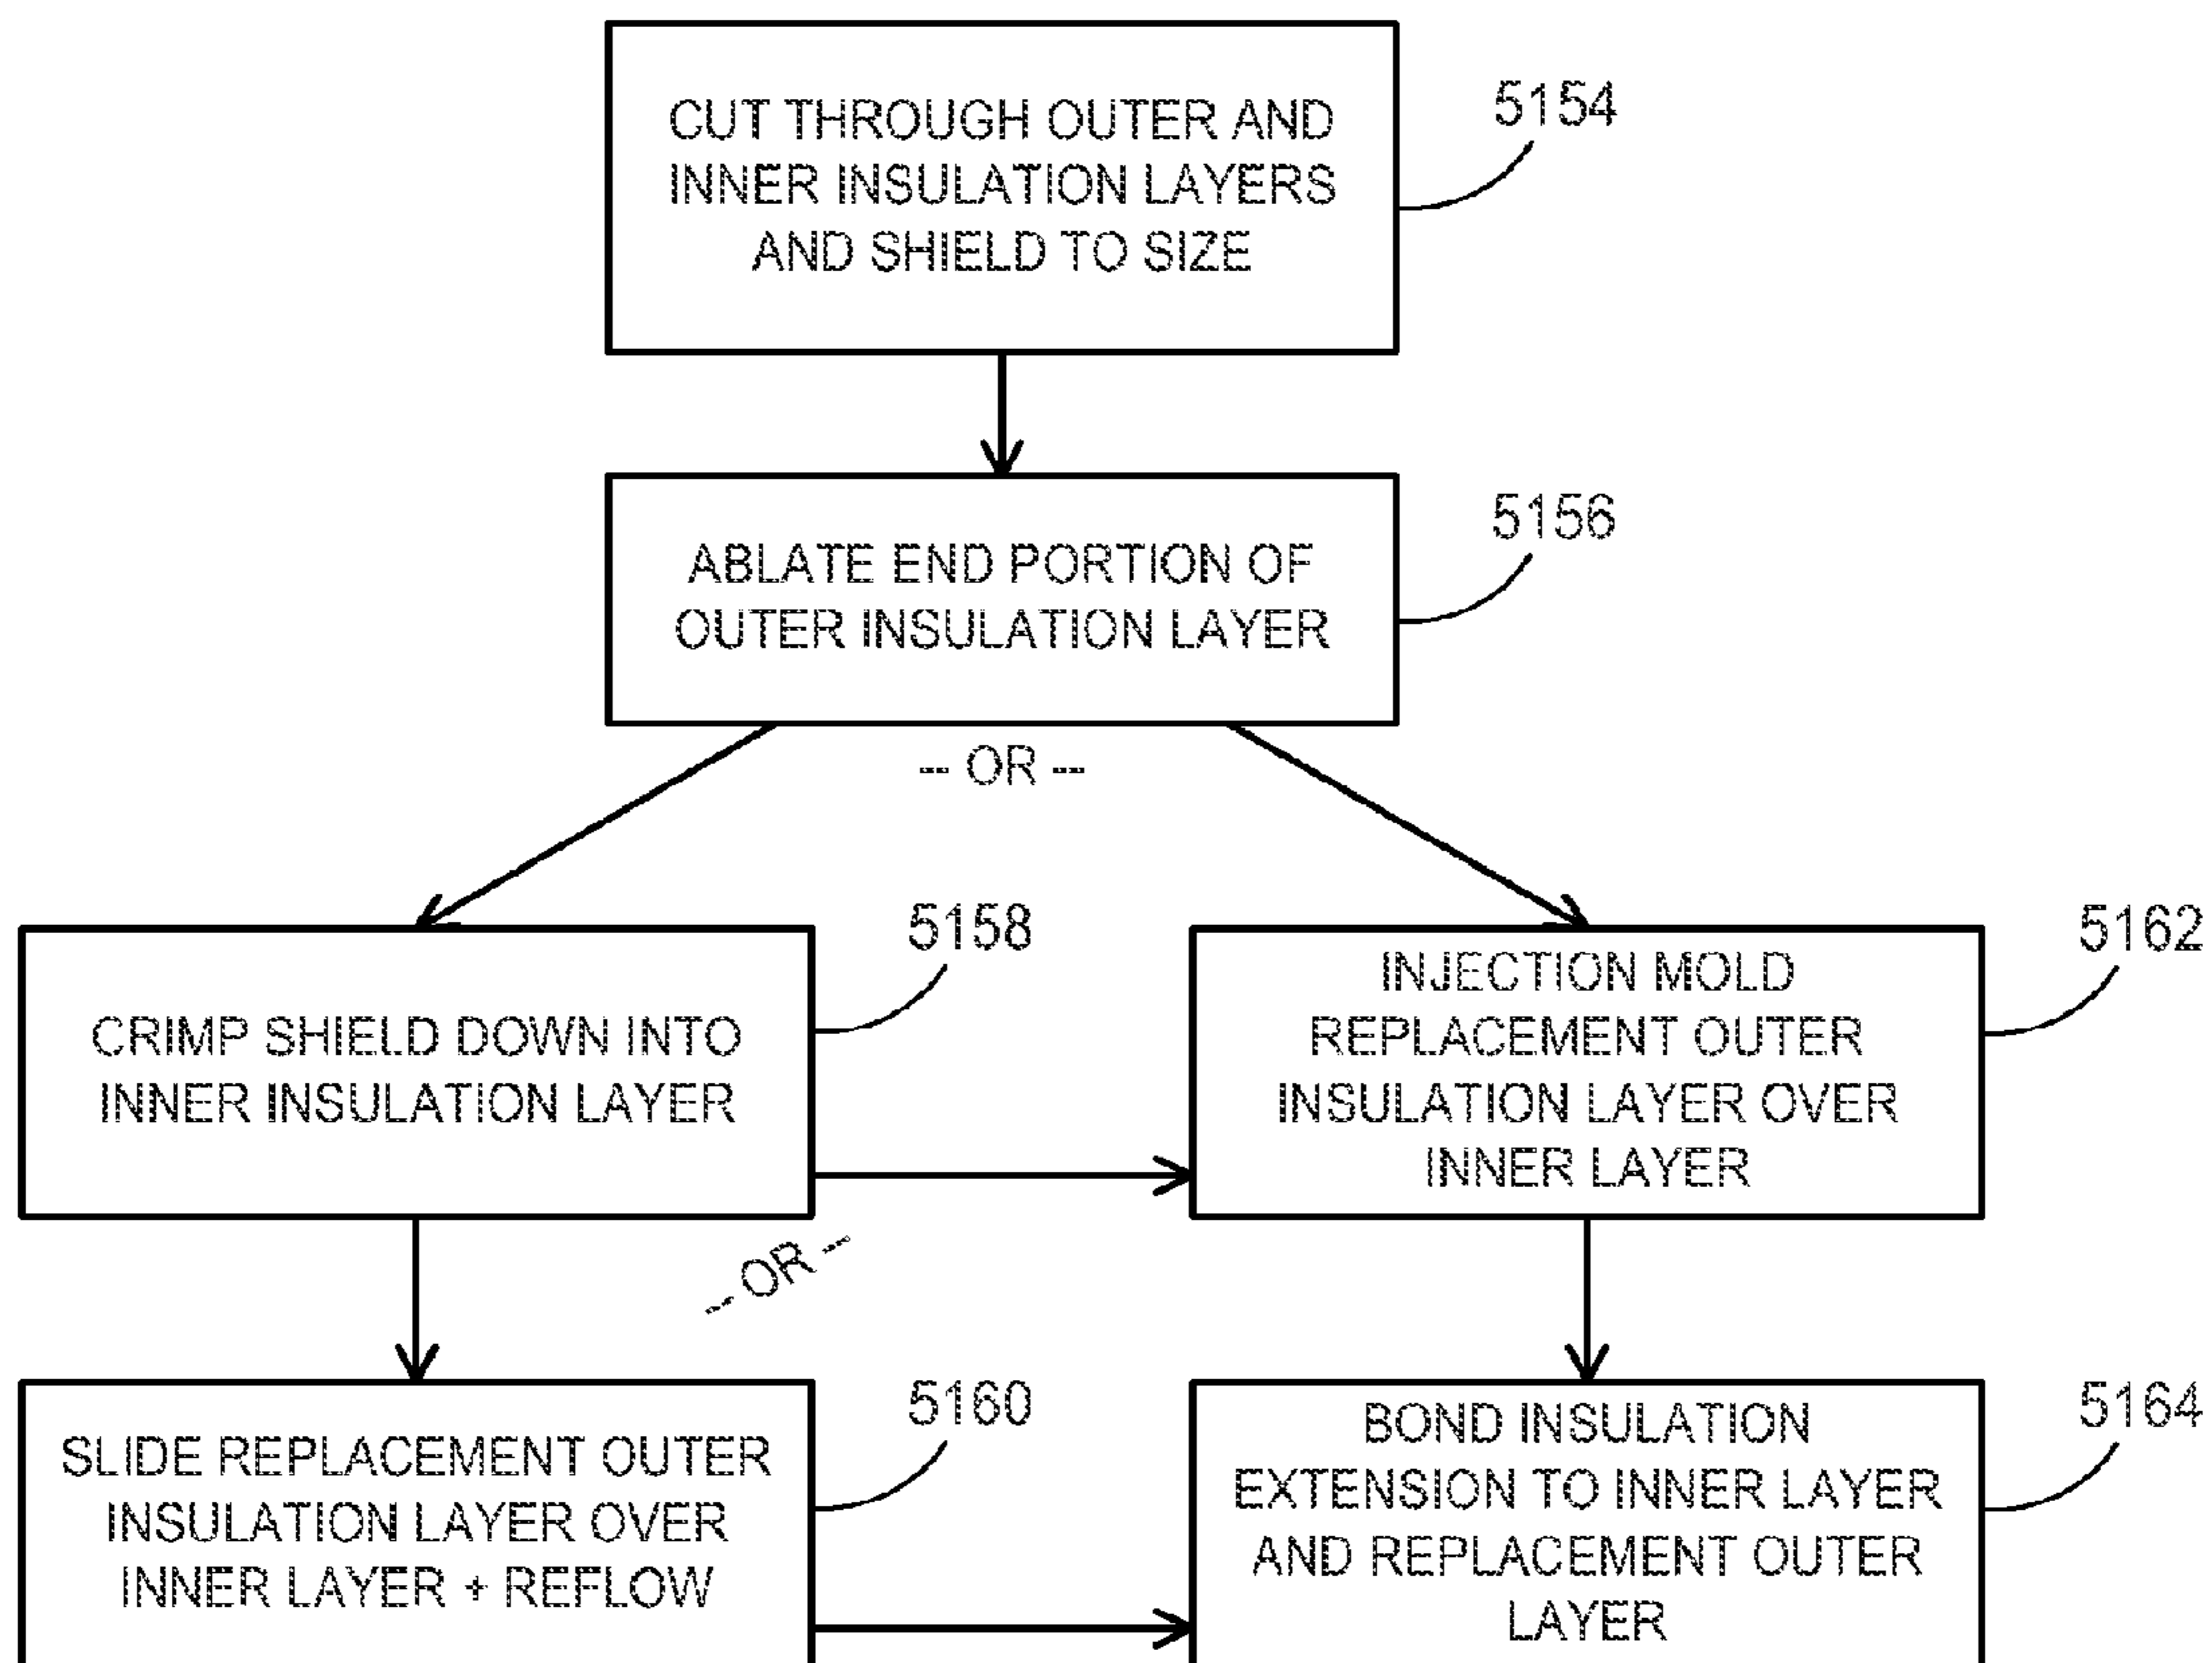 CUT THROUGH OUTER AND
INNER INSULATION LAYERS
AND SHIELD TO SIZE
5154
ABLATE END PORTION OF
OUTER INSULATION LAYER
5156
-- OR --
CRIMP SHIELD DOWN INTO
INNER INSULATION LAYER
5158
INJECTION MOLD
REPLACEMENT OUTER
INSULATION LAYER OVER
INNER LAYER
5162
-- OR --
SLIDE REPLACEMENT OUTER
INSULATION LAYER OVER
INNER LAYER + REFLOW
5160
BOND INSULATION
EXTENSION TO INNER LAYER
AND REPLACEMENT OUTER
LAYER
5164